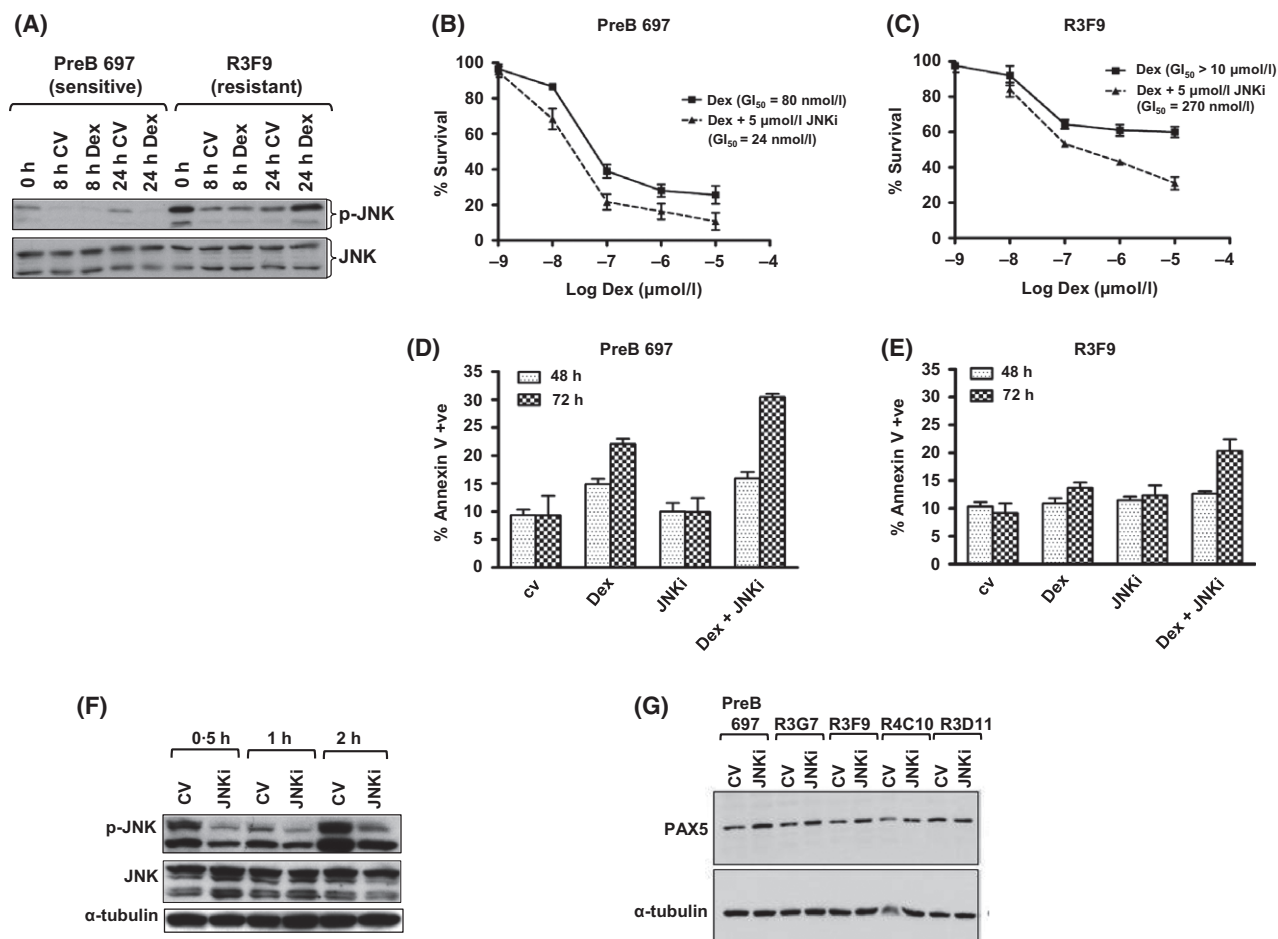 (A)
PreB 697
(sensitive)
R3F9
(resistant)
0 h
8 h CV
8 h Dex
24 h CV
24 h Dex
0 h
8 h CV
8 h Dex
24 h CV
24 h Dex
p-JNK
JNK
(B)
PreB 697
% Survival
100
80
60
40
20
0
Dex (GI50 = 80 nmol/l)
Dex + 5 µmol/l JNKi
(GI50 = 24 nmol/l)
–9 –8 –7 –6 –5 –4
Log Dex (µmol/l)
(C)
R3F9
% Survival
100
80
60
40
20
0
Dex (GI50 > 10 µmol/l)
Dex + 5 µmol/l JNKi
(GI50 = 270 nmol/l)
–9 –8 –7 –6 –5 –4
Log Dex (µmol/l)
(D)
PreB 697
% Annexin V +ve
35
30
25
20
15
10
5
0
48 h
72 h
cv
Dex
JNKi
Dex + JNKi
(E)
R3F9
% Annexin V +ve
35
30
25
20
15
10
5
0
48 h
72 h
cv
Dex
JNKi
Dex + JNKi
(F)
0·5 h 1 h 2 h
CV
JNKi
CV
JNKi
CV
JNKi
p-JNK
JNK
α-tubulin
(G)
PreB
697 R3G7 R3F9 R4C10 R3D11
CV
JNKi
CV
JNKi
CV
JNKi
CV
JNKi
CV
JNKi
PAX5
α-tubulin